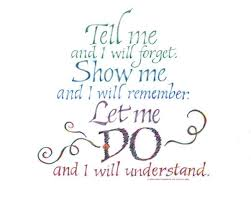 Tell me
and I will forget.
Show me
and I will remember.
Let me
DO
and I will understand.